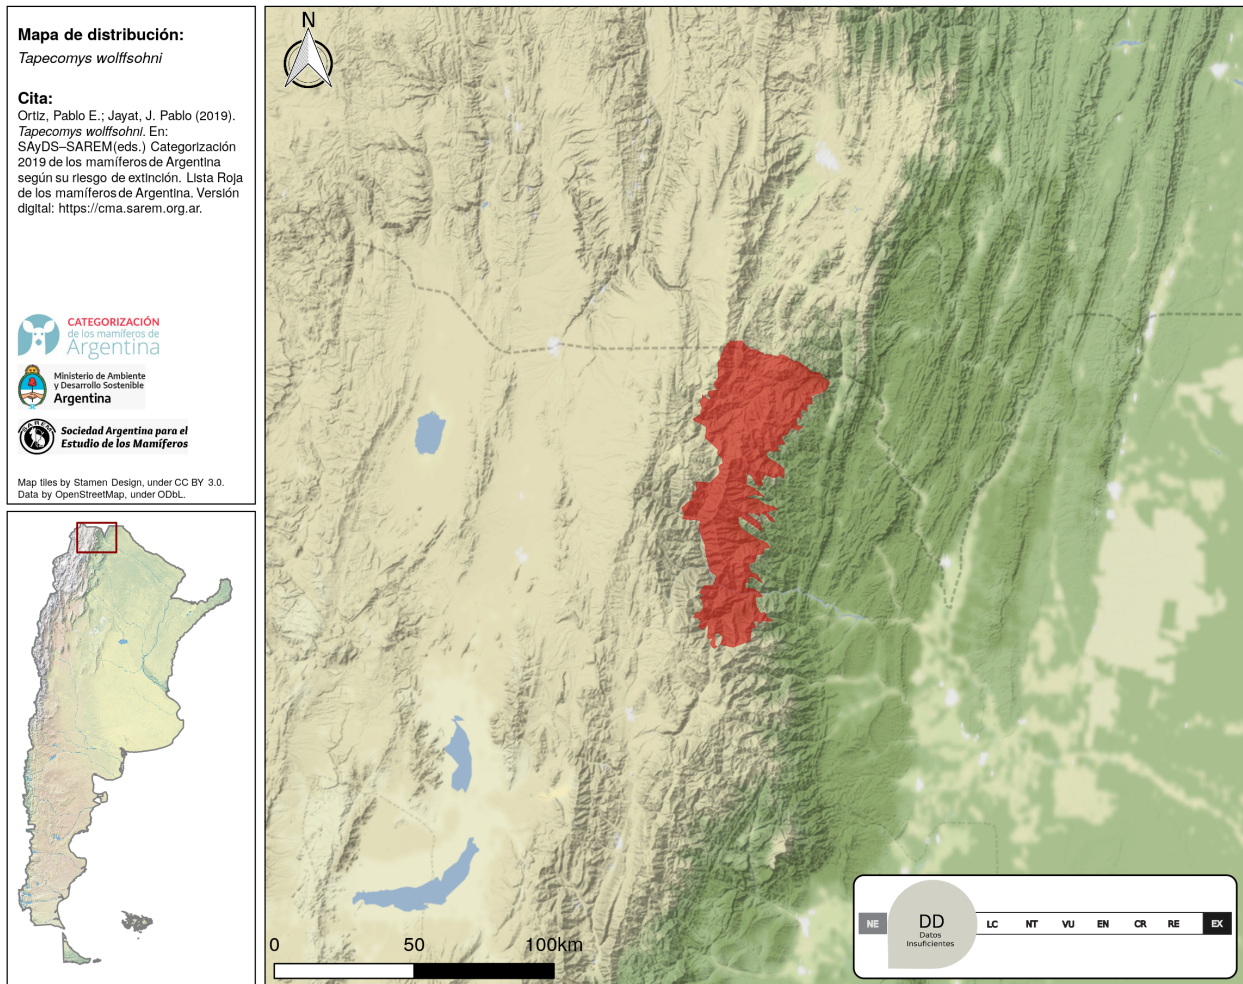 Mapa de distribución:
Tapecomys wolffsohni
Cita:
Ortiz, Pablo E.; Jayat, J. Pablo (2019).
Tapecomys wolffsohni. En:
SAyDS–SAREM(eds.) Categorización
2019 de los mamíferos de Argentina
según su riesgo de extinción. Lista Roja
de los mamíferos de Argentina. Versión
digital: https://cma.sarem.org.ar.
CATEGORIZACIÓN
de los mamíferos de
Argentina
Ministerio de Ambiente
y Desarrollo Sostenible
Argentina
SAREM
Sociedad Argentina para el
Estudio de los Mamíferos
Map tiles by Stamen Design, under CC BY 3.0.
Data by OpenStreetMap, under ODbL.
N
0 50 100km
NE DD LC NT VU EN CR RE EX
Datos
Insuficientes